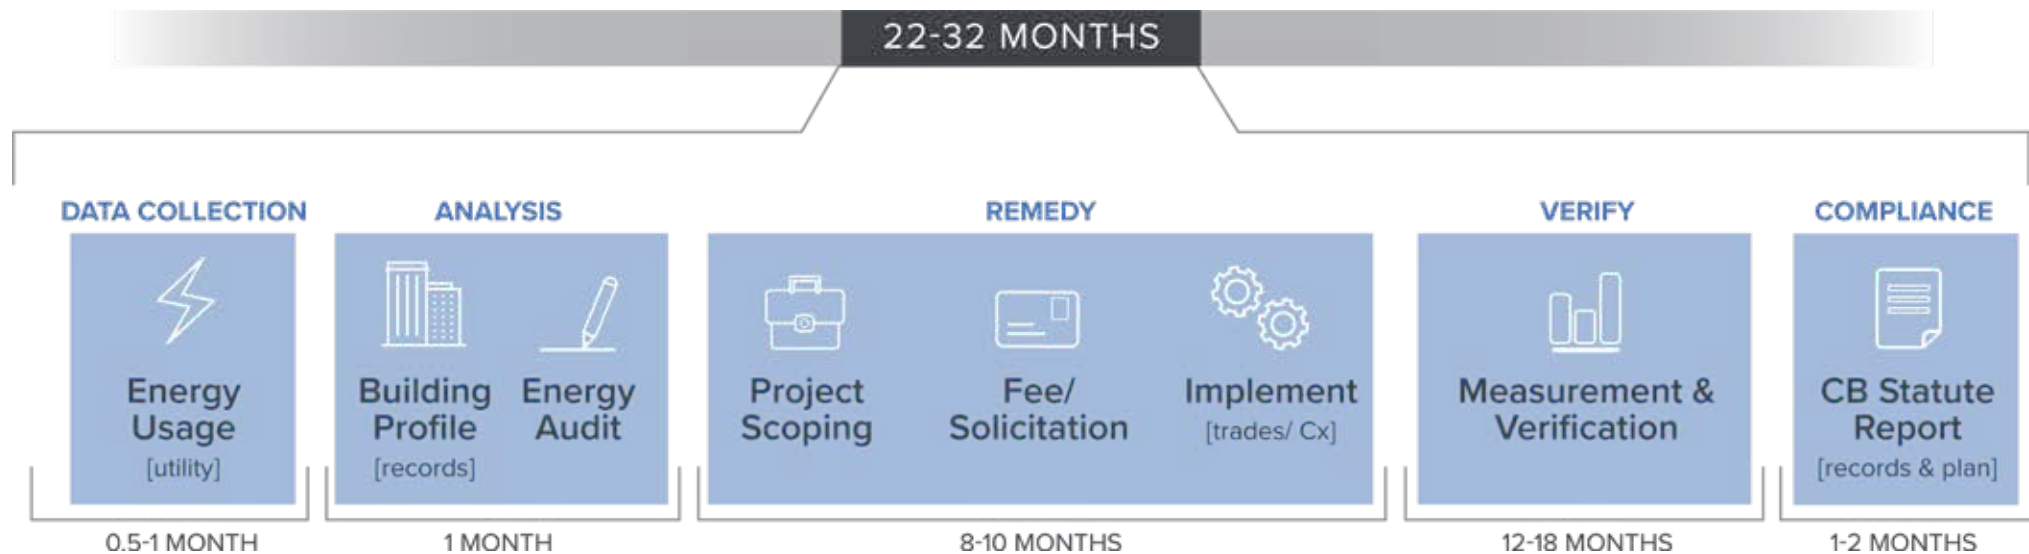 22-32 MONTHS
DATA COLLECTION
Energy
Usage
[utility]
0.5-1 MONTH
ANALYSIS
Building
Profile
[records]
Energy
Audit
1 MONTH
REMEDY
Project
Scoping
Fee/
Solicitation
Implement
[trades/ Cx]
8-10 MONTHS
VERIFY
Measurement &
Verification
12-18 MONTHS
COMPLIANCE
CB Statute
Report
[records & plan]
1-2 MONTHS